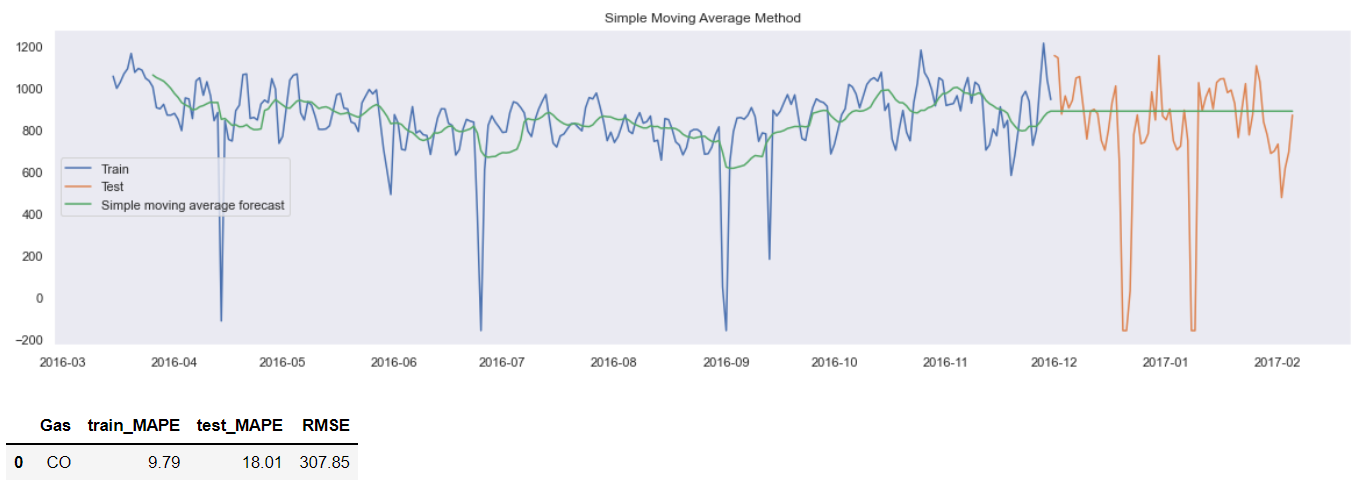 Simple Moving Average Method
1200
1000
800
600
400
200
0
−200
Train
Test
Simple moving average forecast
2016-03 2016-04 2016-05 2016-06 2016-07 2016-08 2016-09 2016-10 2016-11 2016-12 2017-01 2017-02
Gas train_MAPE test_MAPE RMSE
0 CO 9.79 18.01 307.85